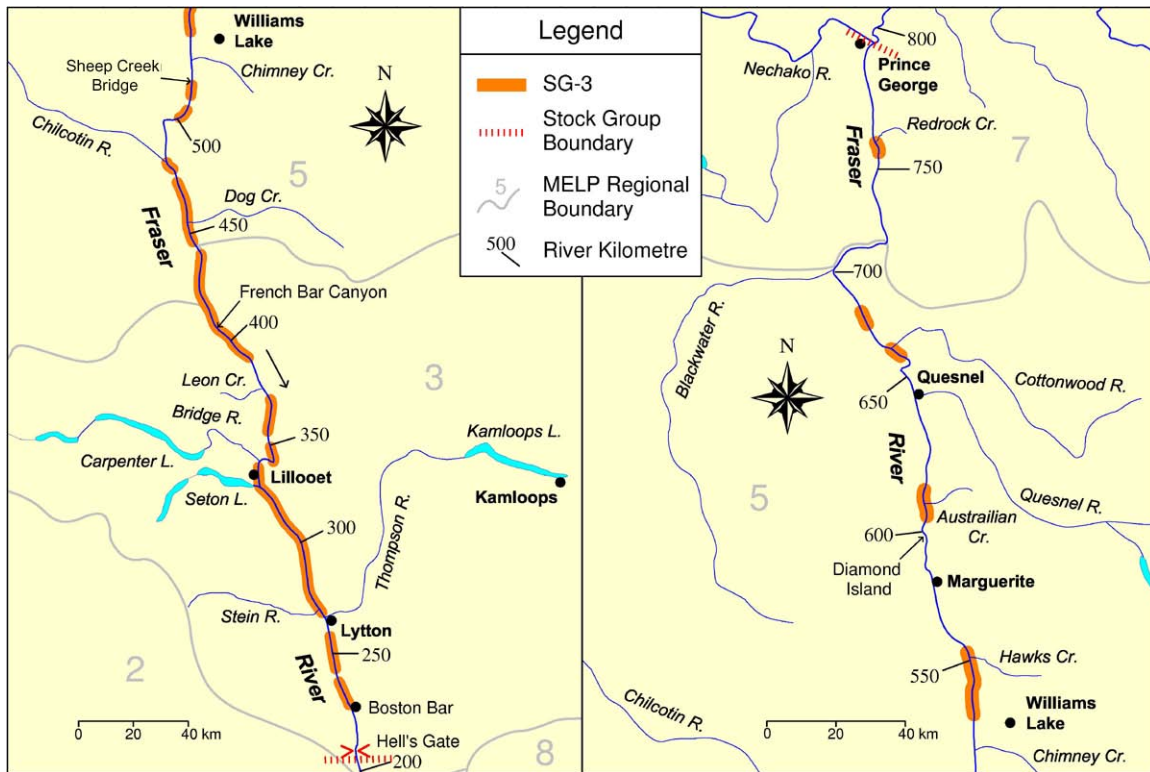 Williams
Lake
Sheep Creek
Bridge
Chimney Cr.
N
Chilcotin R.
500
5
Dog Cr.
450
Fraser
French Bar Canyon
400
Leon Cr.
3
Bridge R.
350
Kamloops L.
Carpenter L.
Lillooet
Seton L.
Kamloops
300
Thompson R.
Stein R.
Lytton
2
River
250
Boston Bar
Hell's Gate
200
8
0
20
40 km
Legend
SG-3
Stock Group
Boundary
5
MELP Regional
Boundary
500
River Kilometre
800
Nechako R.
Prince
George
Redrock Cr.
Fraser
750
7
700
Blackwater R.
N
Quesnel
650
Cottonwood R.
River
Quesnel R.
5
Austrailian
Cr.
600
Diamond
Island
Marguerite
Hawks Cr.
550
Chilcotin R.
Williams
Lake
0
20
40 km
Chimney Cr.